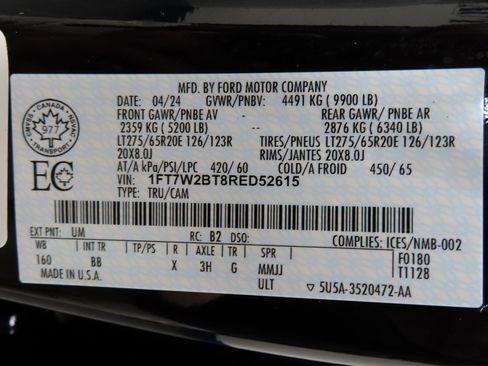 MFD. BY FORD MOTOR COMPANY
DATE: 04/24 GVWR/PNBV: 4491 KG ( 9900 LB)
FRONT GAWR/PNBE AV REAR GAWR/ PNBE AR
2359 KG ( 5200 LB) -- 2876 KG ( 6340 LB)
LT275/65R20E 126/123R TIRES/PNEUS LT275/65R20E 126/123R
20X8.0J RIMS/JANTES 20X8.0J
AT/A kPa/PSI/LPC 420/ 60 COLD/A FROID 450/ 65
VIN: 1FT7W2BT8RED52615
TYPE: TRU/CAM
CANADA
977
TRANSPORT
EC
EXT PNT: UM RC: B2 DSO: COMPLIES: ICES/NMB-002
WB INT TR TP/PS R AXLE TR SPR F0180
160 BB X 3H G MMJJ T1128
MADE IN U.S.A. ULT ▽ 5U5A-3520472-AA